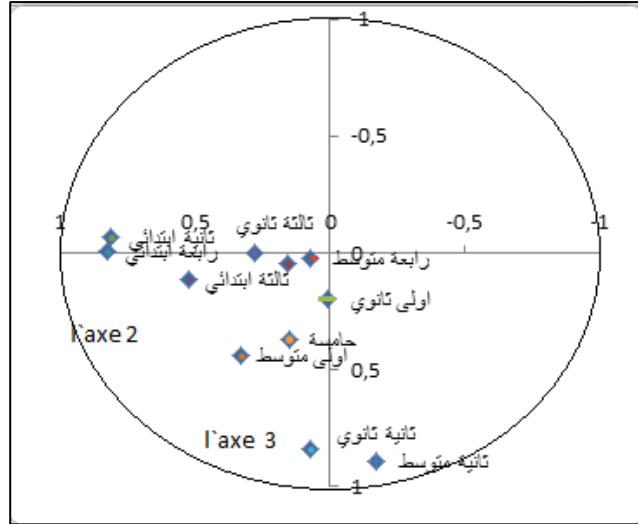 -1
-0,5
1 0,5 0 -0,5 -1
ثالثة ثانوي
ثانية ابتدائي
رابعة ابتدائي
رابعة متوسط
ثالثة ابتدائي
اولى ثانوي
l`axe 2
خامسة
اولى متوسط
0,5
ثانية ثانوي
l`axe 3
ثانية متوسط
1